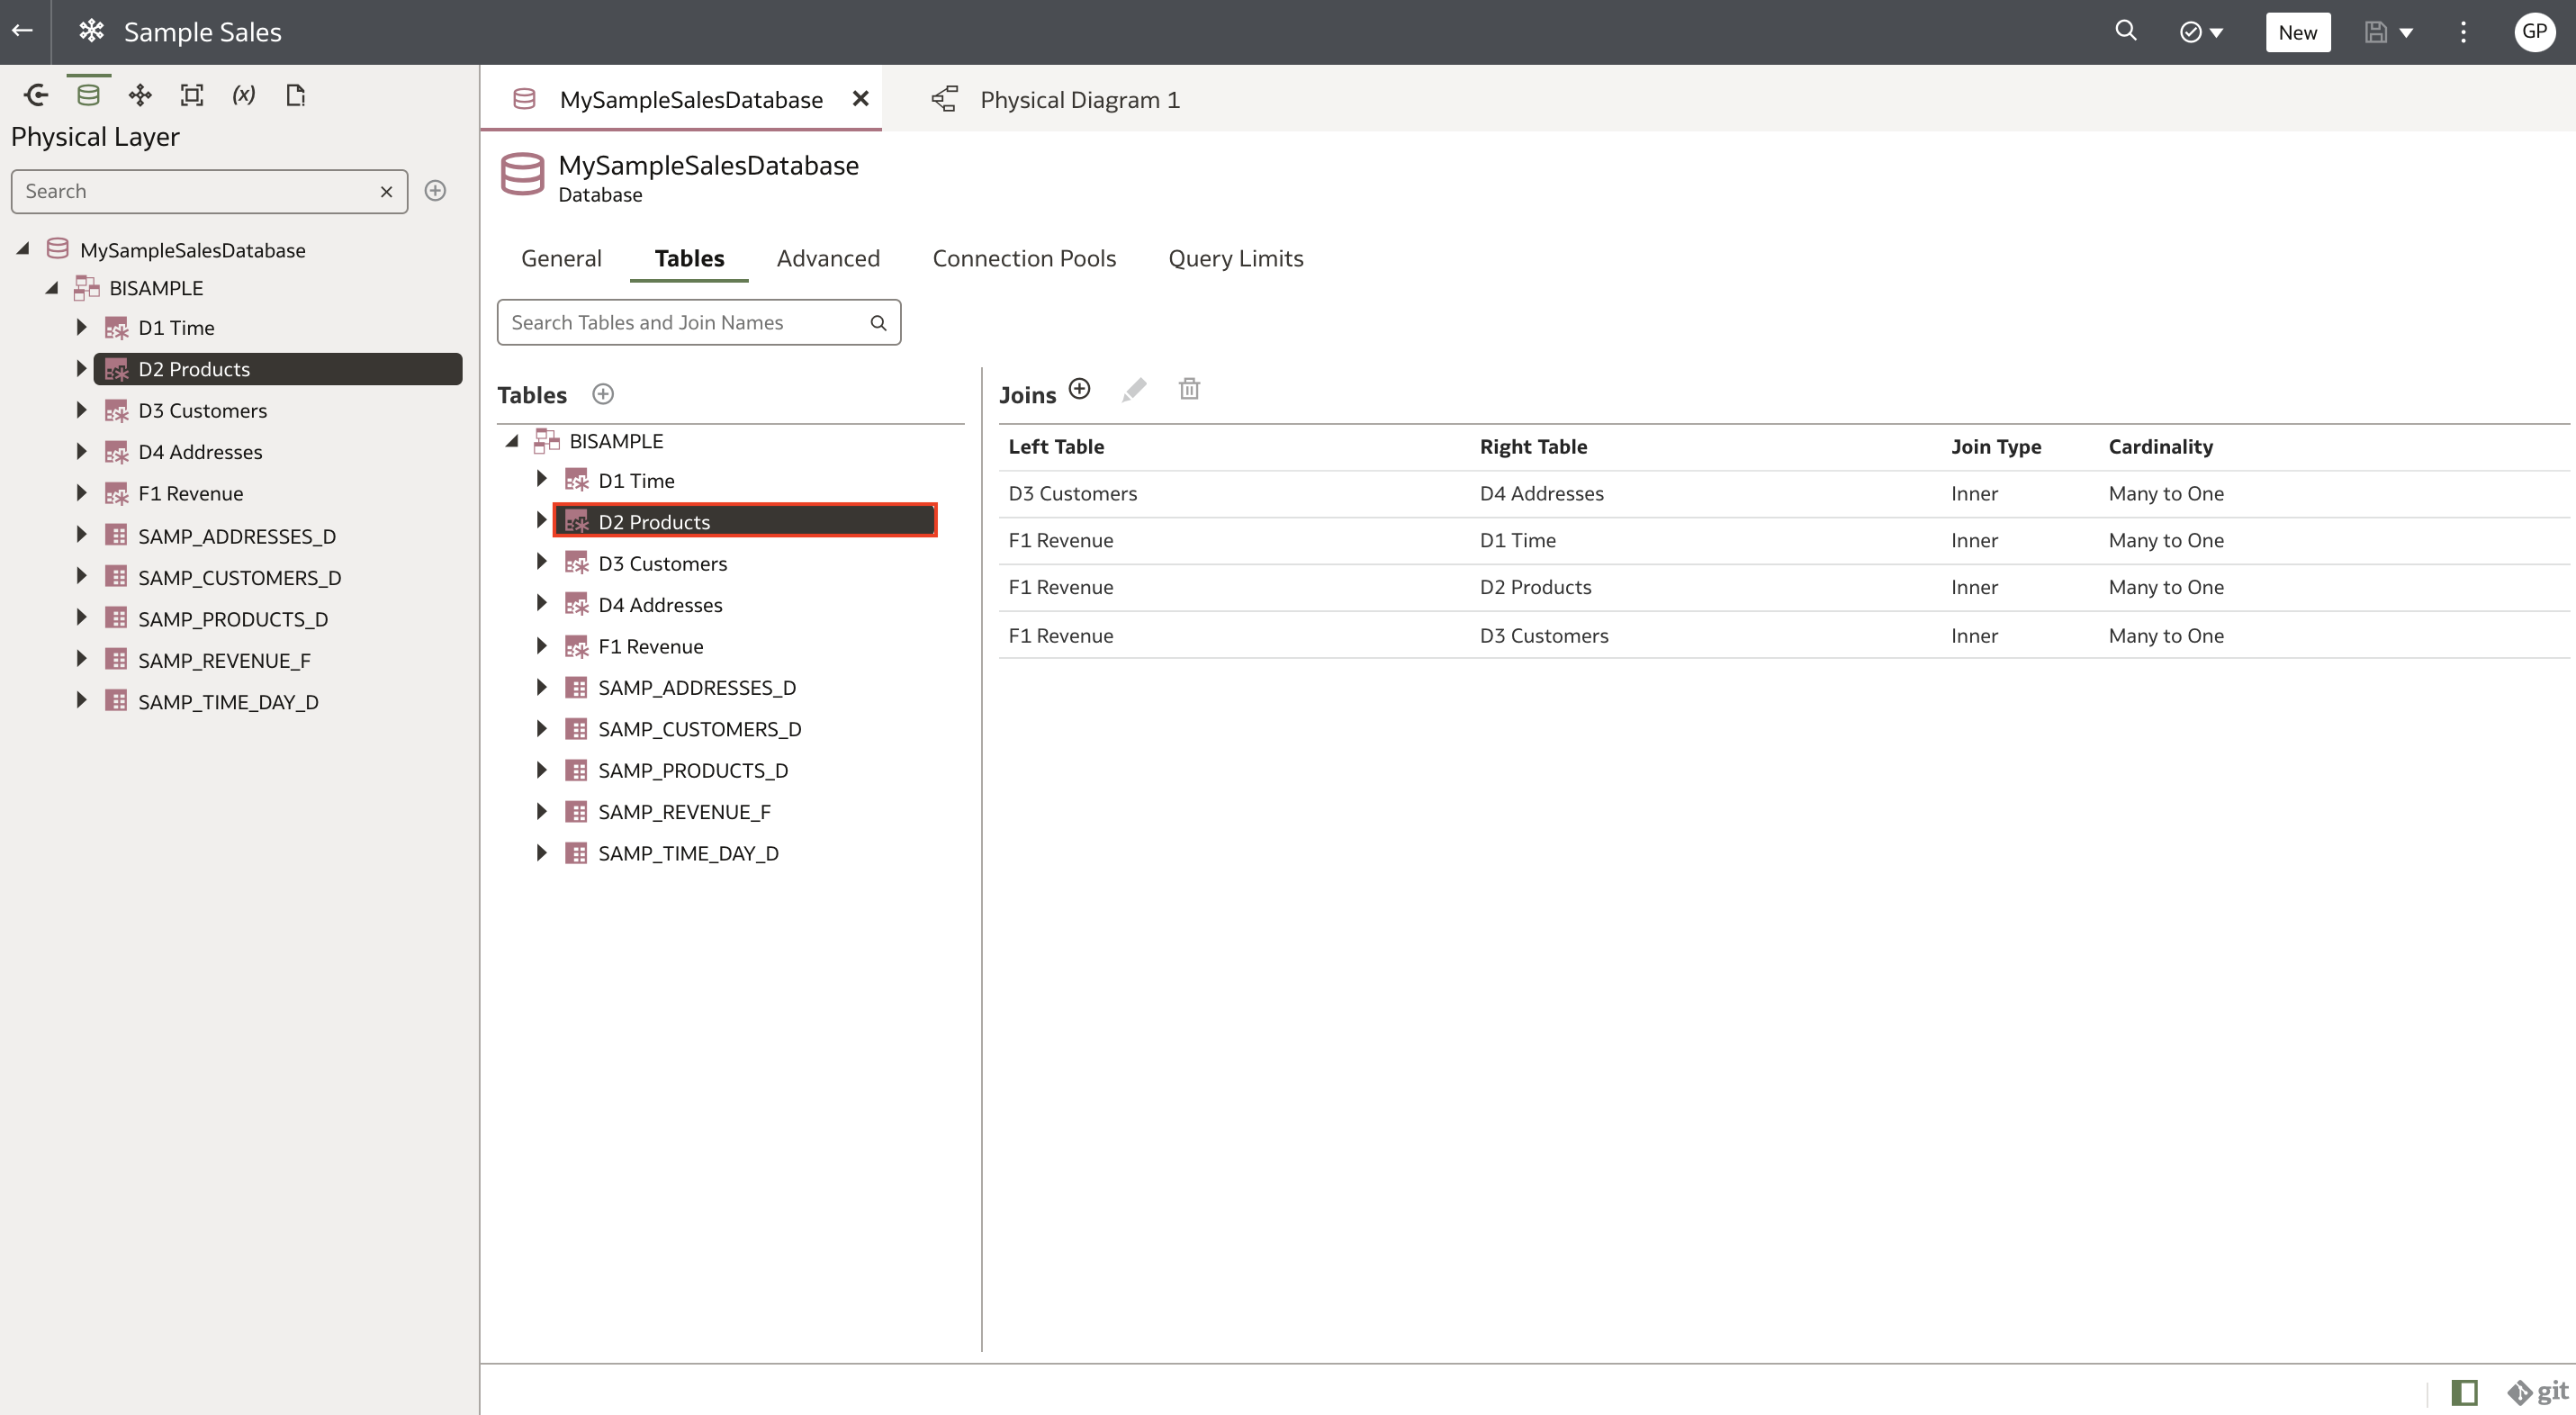 Sample Sales
New
GP
(x)
Physical Layer
Search
MySampleSalesDatabase
BISAMPLE
D1 Time
D2 Products
D3 Customers
D4 Addresses
F1 Revenue
SAMP_ADDRESSES_D
SAMP_CUSTOMERS_D
SAMP_PRODUCTS_D
SAMP_REVENUE_F
SAMP_TIME_DAY_D
MySampleSalesDatabase
Physical Diagram 1
MySampleSalesDatabase
Database
General
Tables
Advanced
Connection Pools
Query Limits
Search Tables and Join Names
Tables
BISAMPLE
D1 Time
D2 Products
D3 Customers
D4 Addresses
F1 Revenue
SAMP_ADDRESSES_D
SAMP_CUSTOMERS_D
SAMP_PRODUCTS_D
SAMP_REVENUE_F
SAMP_TIME_DAY_D
Joins
Left Table Right Table Join Type Cardinality
D3 Customers D4 Addresses Inner Many to One
F1 Revenue D1 Time Inner Many to One
F1 Revenue D2 Products Inner Many to One
F1 Revenue D3 Customers Inner Many to One
git